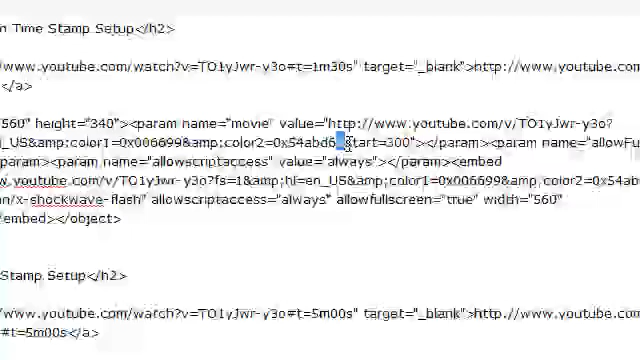 n Time Stamp Setup</h2>
.youtube.com/watch?v=TO1yJwr-y3o#t=1m30s" target="_blank">http://www.youtube.com
</a>
"560" height="340"><param name="movie" value="http://www.youtube.com/v/TO1yJwr-y3o?
_US&amp;color1=0x006699&amp;color2=0x54abd6 start=300"></param><param name="allowFu
param><param name="allowscriptaccess" value="always"></param><embed
w.youtube.com/v/TO1yJwr-y3o?fs=1&amp;hl=en_US&amp;color1=0x006699&amp;color2=0x54ab
n/x-shockwave-flash" allowscriptaccess="always" allowfullscreen="true" width="560"
/embed></object>
Stamp Setup</h2>
.youtube.com/watch?v=TO1yJwr-y3o#t=5m00s" target="_blank">http://www.youtube.com
#t=5m00s</a>